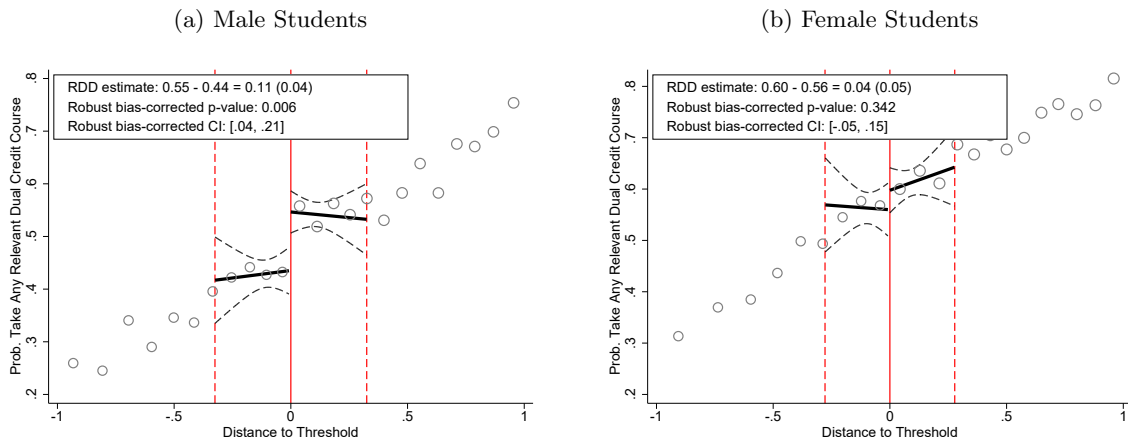 (a) Male Students
RDD estimate: 0.55 - 0.44 = 0.11 (0.04)
Robust bias-corrected p-value: 0.006
Robust bias-corrected CI: [.04, .21]
Prob. Take Any Relevant Dual Credit Course
.8
.7
.6
.5
.4
.3
.2
-1
-.5
0
.5
1
Distance to Threshold
(b) Female Students
RDD estimate: 0.60 - 0.56 = 0.04 (0.05)
Robust bias-corrected p-value: 0.342
Robust bias-corrected CI: [-.05, .15]
Prob. Take Any Relevant Dual Credit Course
.8
.7
.6
.5
.4
.3
.2
-1
-.5
0
.5
1
Distance to Threshold